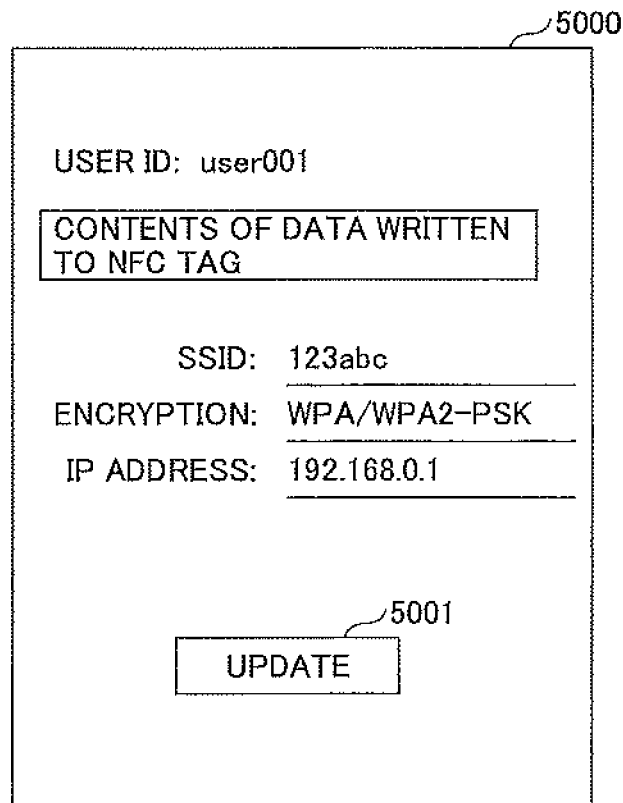 5000
USER ID: user001
CONTENTS OF DATA WRITTEN
TO NFC TAG
SSID: 123abc
ENCRYPTION: WPA/WPA2-PSK
IP ADDRESS: 192.168.0.1
5001
UPDATE